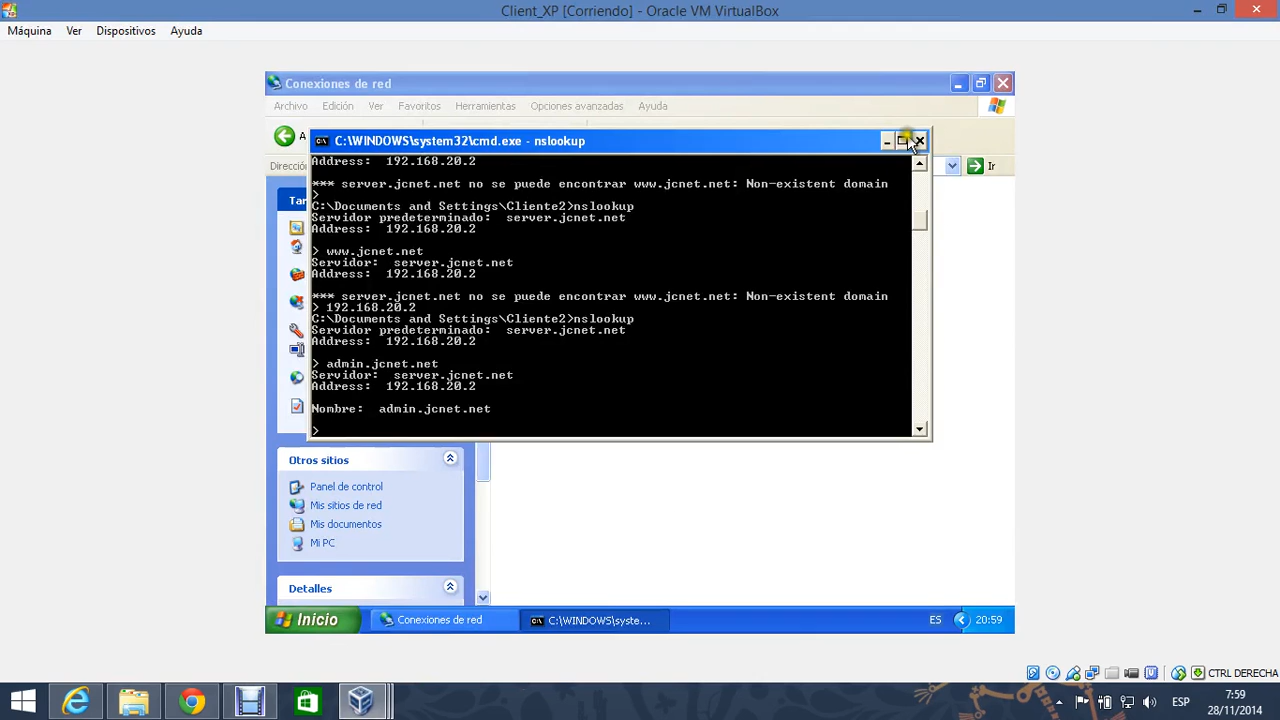 Client_XP [Corriendo] - Oracle VM VirtualBox
Máquina Ver Dispositivos Ayuda
Conexiones de red
Archivo Edición Ver Favoritos Herramientas Opciones avanzadas Ayuda
C:\WINDOWS\system32\cmd.exe - nslookup
Ir
Address: 192.168.20.2
*** server.jcnet.net no se puede encontrar www.jcnet.net: Non-existent domain
>
C:\Documents and Settings\Cliente2>nslookup
Servidor predeterminado: server.jcnet.net
Address: 192.168.20.2
> www.jcnet.net
Servidor: server.jcnet.net
Address: 192.168.20.2
*** server.jcnet.net no se puede encontrar www.jcnet.net: Non-existent domain
> 192.168.20.2
C:\Documents and Settings\Cliente2>nslookup
Servidor predeterminado: server.jcnet.net
Address: 192.168.20.2
> admin.jcnet.net
Servidor: server.jcnet.net
Address: 192.168.20.2
Nombre: admin.jcnet.net
>
Otros sitios
Panel de control
Mis sitios de red
Mis documentos
Mi PC
Detalles
Inicio Conexiones de red C:\WINDOWS\syste... ES 20:59
CTRL DERECHA
ESP 7:59
28/11/2014